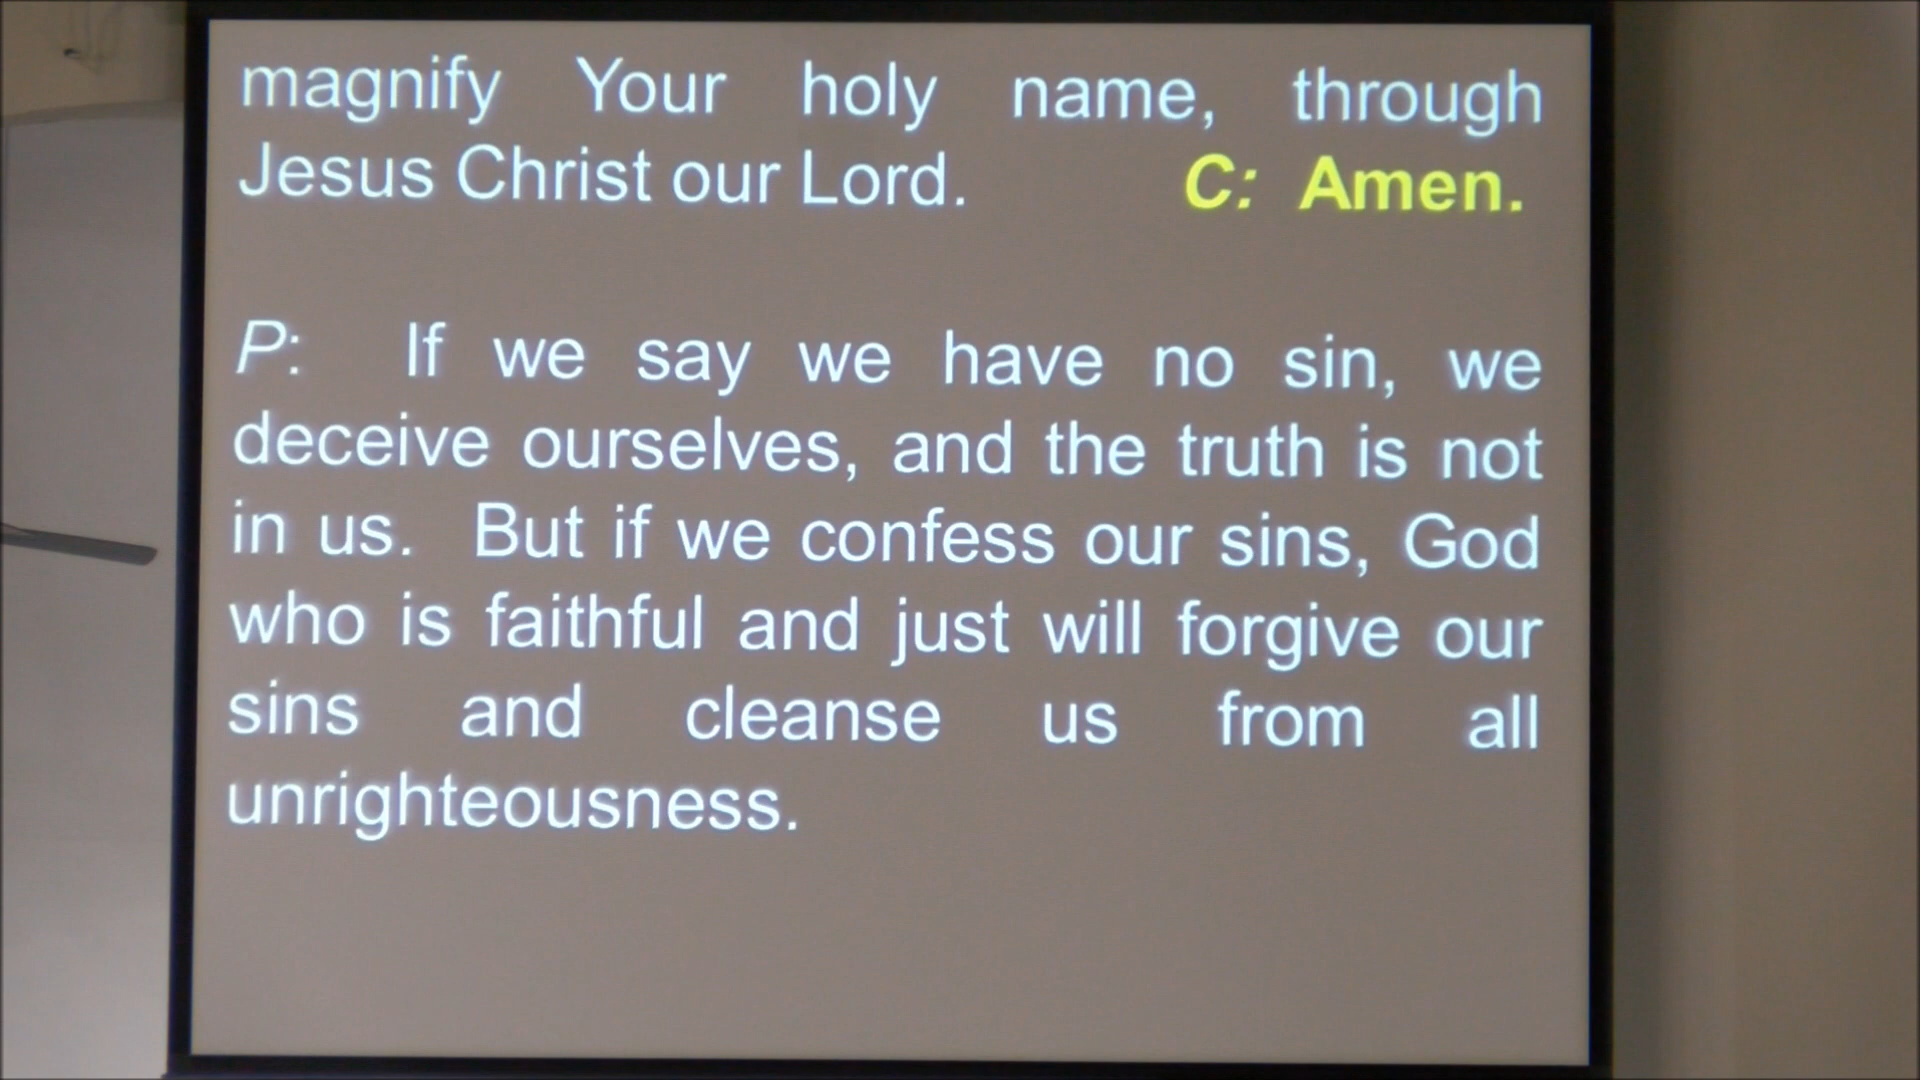 magnify Your holy name, through
Jesus Christ our Lord. C: Amen.
P: If we say we have no sin, we
deceive ourselves, and the truth is not
in us. But if we confess our sins, God
who is faithful and just will forgive our
sins and cleanse us from all
unrighteousness.